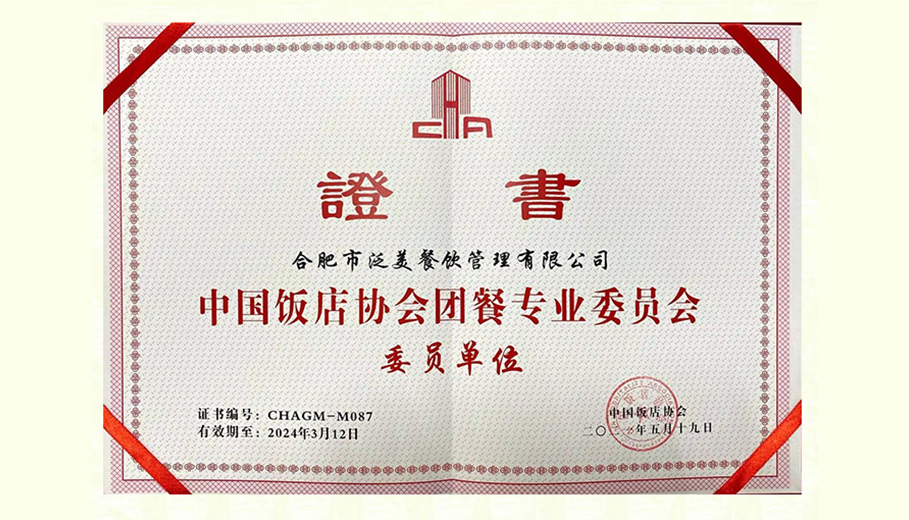 CHA
證 書
合肥市泛美餐饮管理有限公司
中国饭店协会团餐专业委员会
委员单位
证书编号：CHAGM-M087
有效期至：2024年3月12日
中国饭店协会
年五月十九日